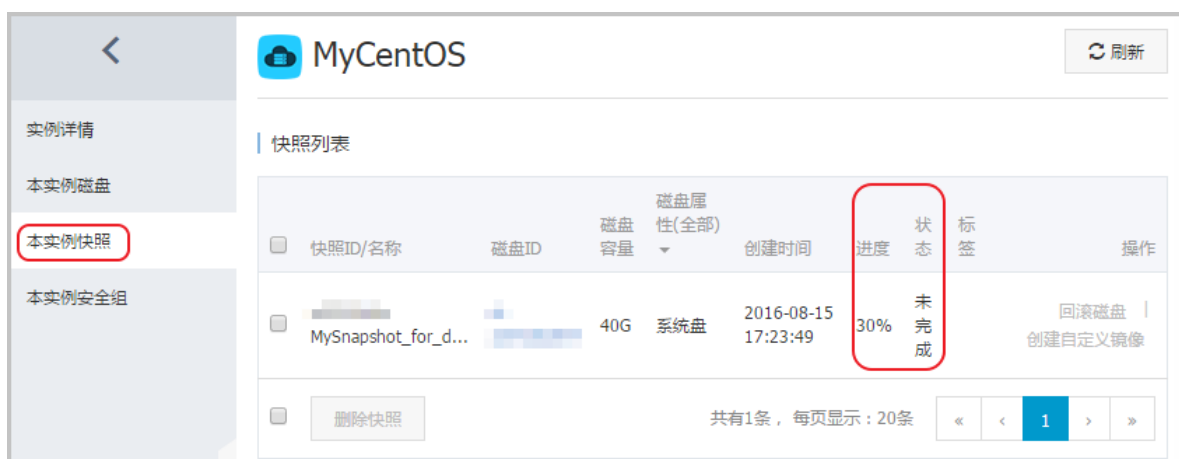 MyCentOS
刷新
实例详情
本实例磁盘
本实例快照
本实例安全组
快照列表
快照ID/名称 磁盘ID 磁盘容量 磁盘属性(全部) 创建时间 进度 状态 标签 操作
MySnapshot_for_d... 40G 系统盘 2016-08-15 17:23:49 30% 未完成 回滚磁盘 | 创建自定义镜像
删除快照 共有1条，每页显示：20条 « ‹ 1 › »